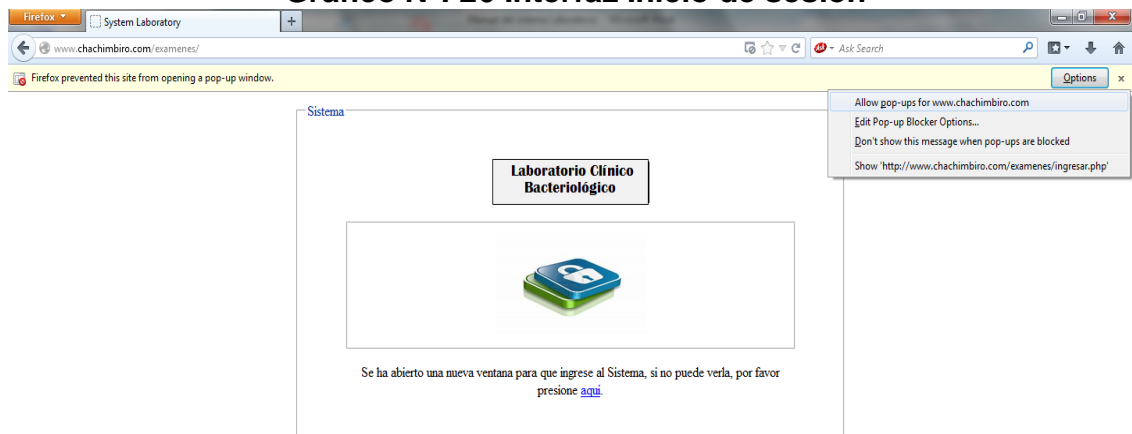 Firefox
System Laboratory
www.chachimbiro.com/examenes/
Ask Search
Firefox prevented this site from opening a pop-up window.
Options
Allow pop-ups for www.chachimbiro.com
Edit Pop-up Blocker Options...
Don't show this message when pop-ups are blocked
Show 'http://www.chachimbiro.com/examenes/ingresar.php'
Sistema
Laboratorio Clínico
Bacteriológico
Se ha abierto una nueva ventana para que ingrese al Sistema, si no puede verla, por favor
presione aqui.